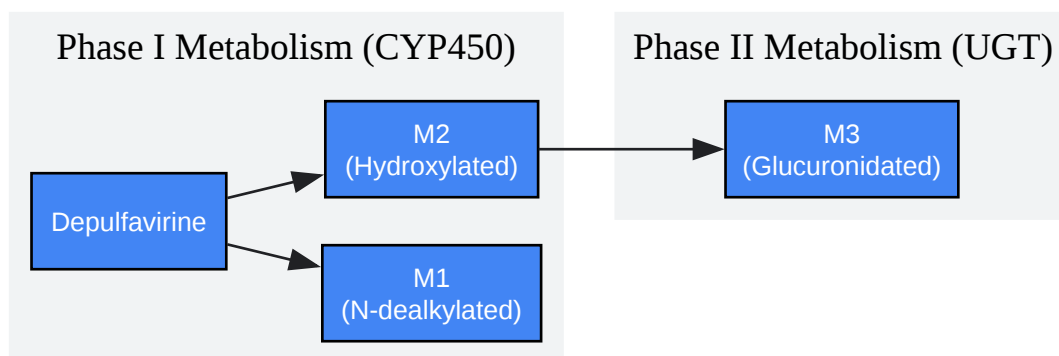 Phase I Metabolism (CYP450)
Phase II Metabolism (UGT)
M2
(Hydroxylated)
M3
(Glucuronidated)
Depulfavirine
M1
(N-dealkylated)